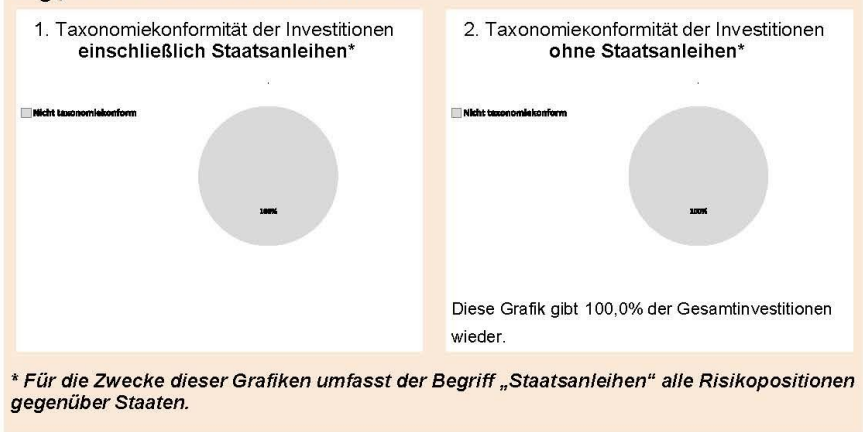 1. Taxonomiekonformität der Investitionen
einschließlich Staatsanleihen*
Nicht taxonomiekonform
100%
2. Taxonomieкonformität der Investitionen
ohne Staatsanleihen*
Nicht taxonomiekonform
100%
Diese Grafik gibt 100,0% der Gesamtinvestitionen
wieder.
* Für die Zwecke dieser Grafiken umfasst der Begriff „Staatsanleihen“ alle Risikopositionen
gegenüber Staaten.